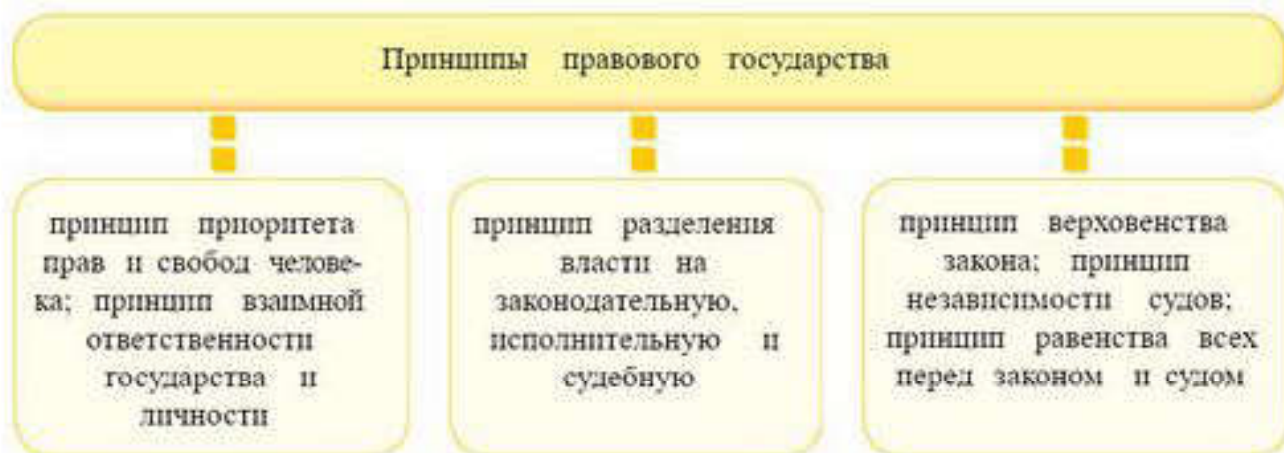 Принципы правового государства
принцип приоритета
прав и свобод челове-
ка; принцип взаимной
ответственности
государства и
личности
принцип разделения
власти на
законодательную,
исполнительную и
судебную
принцип верховенства
закона; принцип
независимости судов;
принцип равенства всех
перед законом и судом